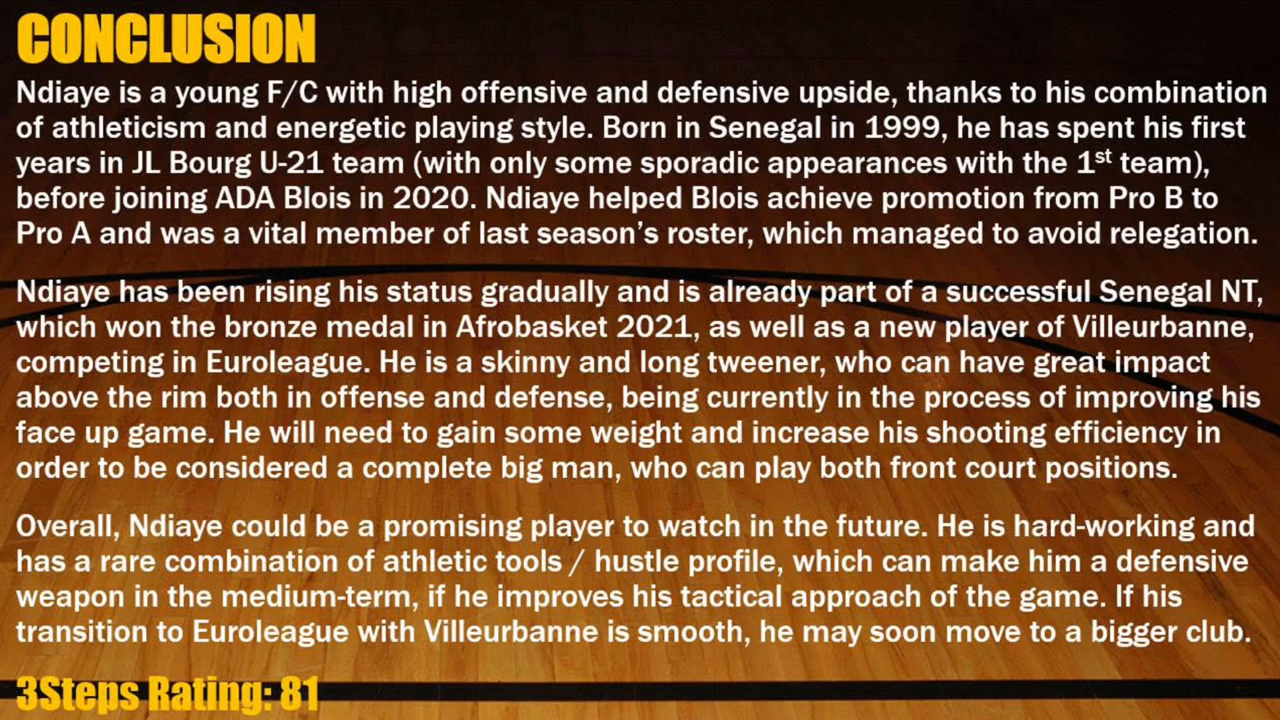 CONCLUSION
Ndiaye is a young F/C with high offensive and defensive upside, thanks to his combination
of athleticism and energetic playing style. Born in Senegal in 1999, he has spent his first
years in JL Bourg U-21 team (with only some sporadic appearances with the 1st team),
before joining ADA Blois in 2020. Ndiaye helped Blois achieve promotion from Pro B to
Pro A and was a vital member of last season’s roster, which managed to avoid relegation.
Ndiaye has been rising his status gradually and is already part of a successful Senegal NT,
which won the bronze medal in Afrobasket 2021, as well as a new player of Villeurbanne,
competing in Euroleague. He is a skinny and long tweener, who can have great impact
above the rim both in offense and defense, being currently in the process of improving his
face up game. He will need to gain some weight and increase his shooting efficiency in
order to be considered a complete big man, who can play both front court positions.
Overall, Ndiaye could be a promising player to watch in the future. He is hard-working and
has a rare combination of athletic tools / hustle profile, which can make him a defensive
weapon in the medium-term, if he improves his tactical approach of the game. If his
transition to Euroleague with Villeurbanne is smooth, he may soon move to a bigger club.
3Steps Rating: 81